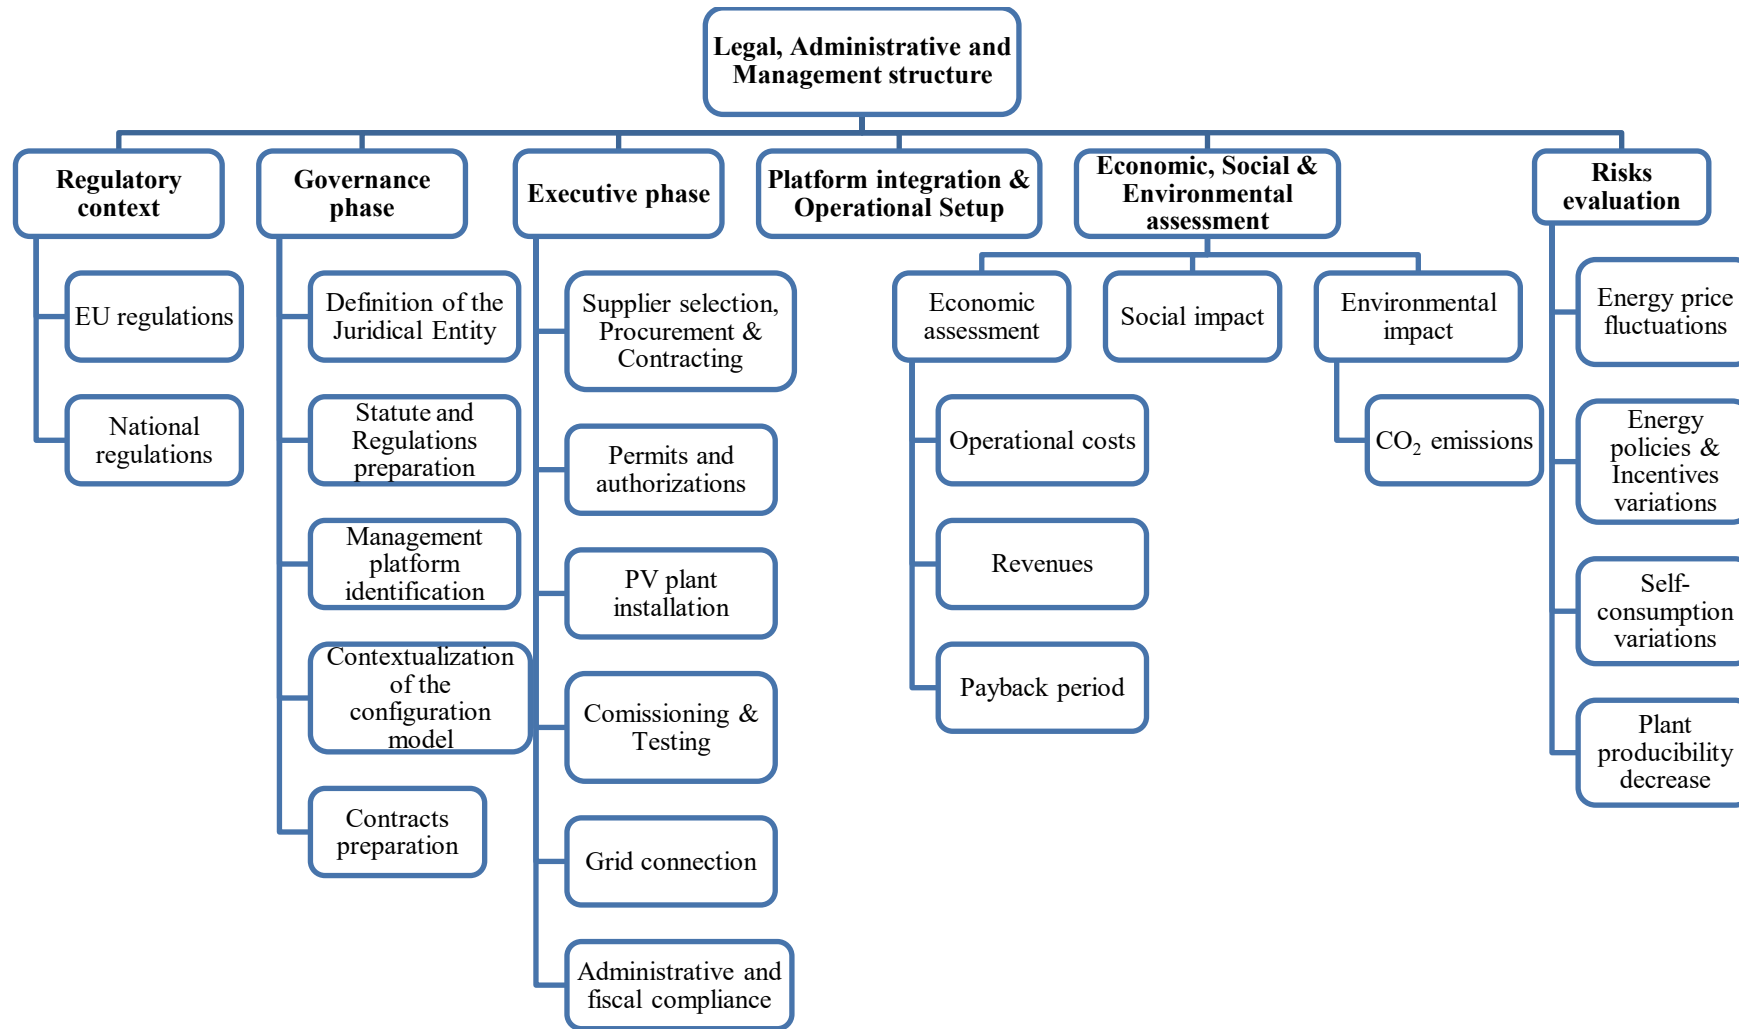 Legal, Administrative and
Management structure
Regulatory
context
Governance
phase
Executive phase
Platform integration &
Operational Setup
Economic, Social &
Environmental
assessment
Risks
evaluation
EU regulations
National
regulations
Definition of the
Juridical Entity
Statute and
Regulations
preparation
Management
platform
identification
Contextualization
of the
configuration
model
Contracts
preparation
Supplier selection,
Procurement &
Contracting
Permits and
authorizations
PV plant
installation
Comissioning &
Testing
Grid connection
Administrative and
fiscal compliance
Economic
assessment
Operational costs
Revenues
Payback period
Social impact
Environmental
impact
CO₂ emissions
Energy price
fluctuations
Energy
policies &
Incentives
variations
Self-
consumption
variations
Plant
producibility
decrease